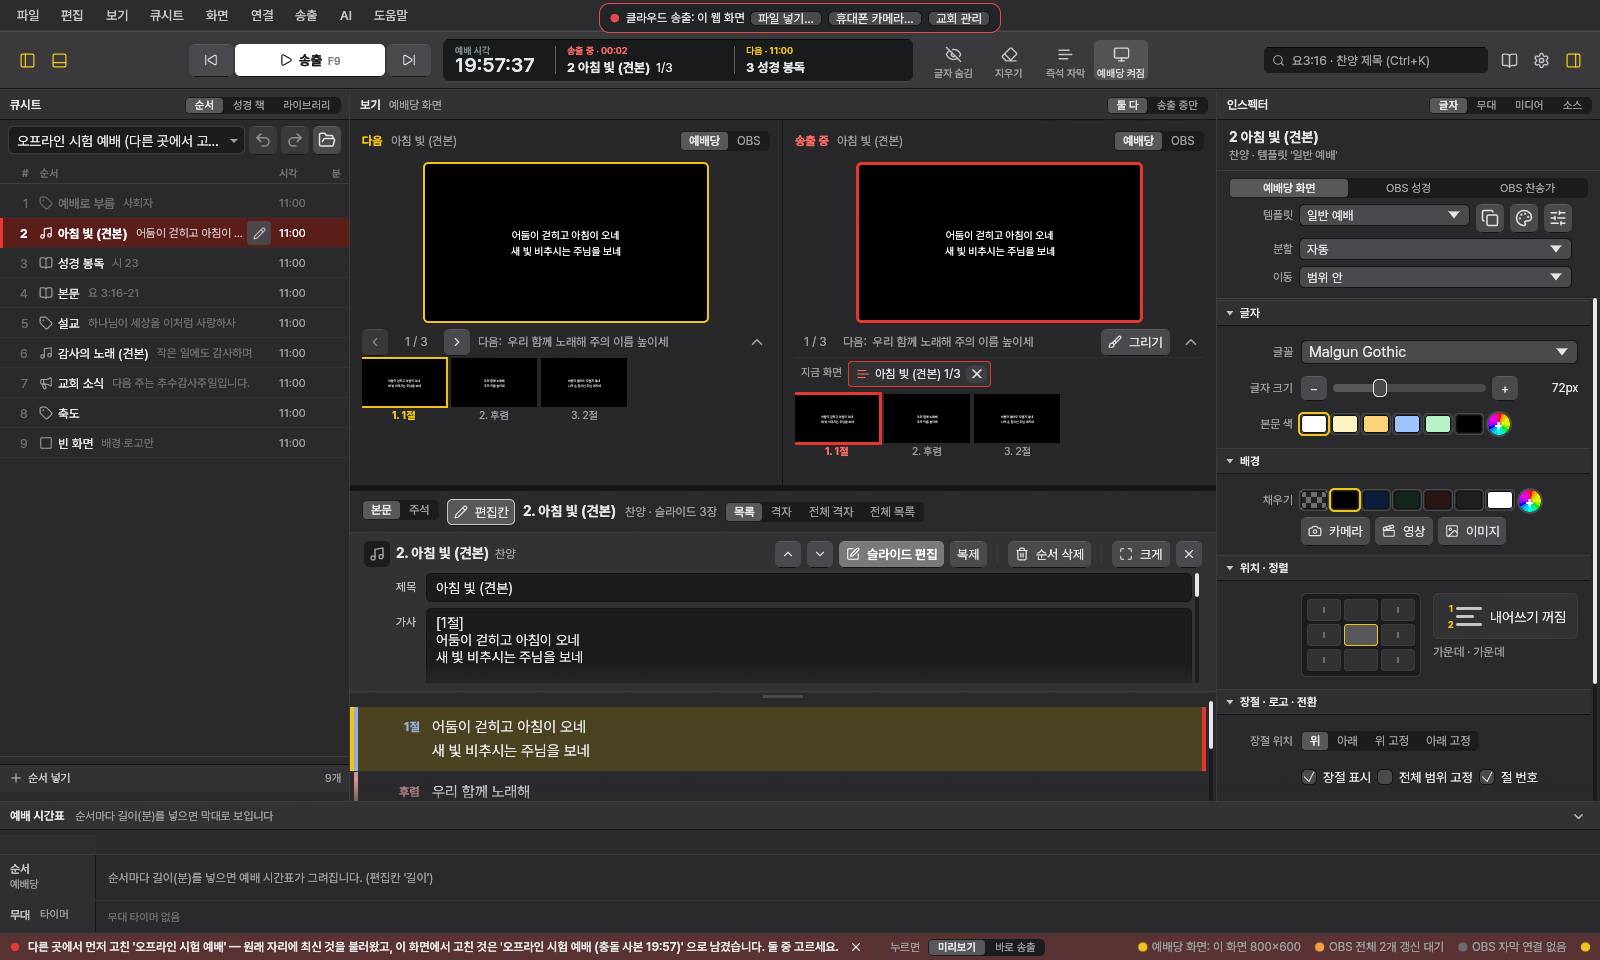 파일 편집 보기 큐시트 화면 연결 송출 AI 도움말
클라우드 송출: 이 웹 화면 파일 넣기... 휴대폰 카메라... 교회 관리
송출 F9
예배 시각
19:57:37
송출 중 · 00:02
2 아침 빛 (견본) 1/3
다음 · 11:00
3 성경 봉독
글자 숨김 지우기 즉석 자막 예배당 켜짐
요3:16 · 찬양 제목 (Ctrl+K)
큐시트 순서 성경 책 라이브러리
오프라인 시험 예배 (다른 곳에서 고...
# 순서 시각 분
1 예배로 부름 사회자 11:00
2 아침 빛 (견본) 어둠이 걷히고 아침이 ... 11:00
3 성경 봉독 시 23 11:00
4 본문 요 3:16-21 11:00
5 설교 하나님이 세상을 이처럼 사랑하사 11:00
6 감사의 노래 (견본) 작은 일에도 감사하며 11:00
7 교회 소식 다음 주는 추수감사주일입니다. 11:00
8 축도 11:00
9 빈 화면 배경·로고만 11:00
순서 넣기 9개
보기 예배당 화면 둘 다 송출 중만
다음 아침 빛 (견본) 예배당 OBS
어둠이 걷히고 아침이 오네
새 빛 비추시는 주님을 보네
1 / 3 다음: 우리 함께 노래해 주의 이름 높이세
1. 1절 2. 후렴 3. 2절
송출 중 아침 빛 (견본) 예배당 OBS
어둠이 걷히고 아침이 오네
새 빛 비추시는 주님을 보네
1 / 3 다음: 우리 함께 노래해 주의 이름 높이세 그리기
지금 화면 아침 빛 (견본) 1/3
1. 1절 2. 후렴 3. 2절
본문 주석 편집칸 2. 아침 빛 (견본) 찬양 · 슬라이드 3장 목록 격자 전체 격자 전체 목록
2. 아침 빛 (견본) 찬양 슬라이드 편집 복제 순서 삭제 크게
제목 아침 빛 (견본)
가사 [1절]
어둠이 걷히고 아침이 오네
새 빛 비추시는 주님을 보네
1절 어둠이 걷히고 아침이 오네
새 빛 비추시는 주님을 보네
후렴 우리 함께 노래해
인스펙터 글자 무대 미디어 소스
2 아침 빛 (견본)
찬양 · 템플릿 '일반 예배'
예배당 화면 OBS 성경 OBS 찬송가
템플릿 일반 예배
분할 자동
이동 범위 안
글자
글꼴 Malgun Gothic
글자 크기 − + 72px
본문 색
배경
채우기
카메라 영상 이미지
위치 · 정렬
1
2
내어쓰기 꺼짐
가운데 · 가운데
장절 · 로고 · 전환
장절 위치 위 아래 위 고정 아래 고정
장절 표시 전체 범위 고정 절 번호
예배 시간표 순서마다 길이(분)를 넣으면 막대로 보입니다
순서
예배당
순서마다 길이(분)를 넣으면 예배 시간표가 그려집니다. (편집칸 '길이')
무대 타이머 무대 타이머 없음
다른 곳에서 먼저 고친 '오프라인 시험 예배' — 원래 자리에 최신 것을 불러왔고, 이 화면에서 고친 것은 '오프라인 시험 예배 (충돌 사본 19:57)' 으로 남겼습니다. 둘 중 고르세요. 누르면 미리보기 바로 송출 예배당 화면: 이 화면 800×600 OBS 전체 2개 갱신 대기 OBS 자막 연결 없음